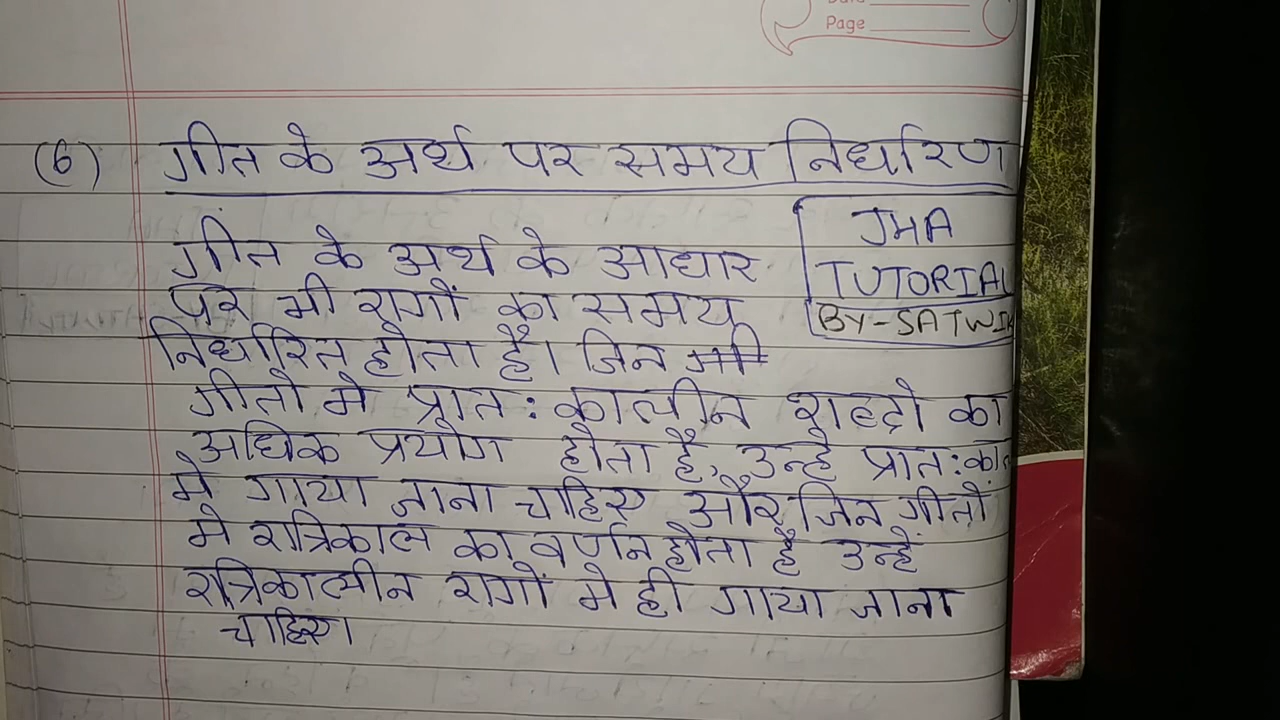 Page
(6) गीत के अर्थ पर समय निर्धारण
JHA
TUTORIAL
BY-SATWIK
गीत के अर्थ के आधार
पर भी रागों का समय
निर्धारित होता है। जिन भी
गीतो मे प्रातः कालीन शब्दो का
अधिक प्रयोग होता है, उन्हे प्रातः काल
मे गाया जाना चाहिए और जिन गीतों
मे रात्रिकाल का वर्णन होता है उन्हें
रात्रिकालीन रागों मे ही गाया जाना
चाहिए।